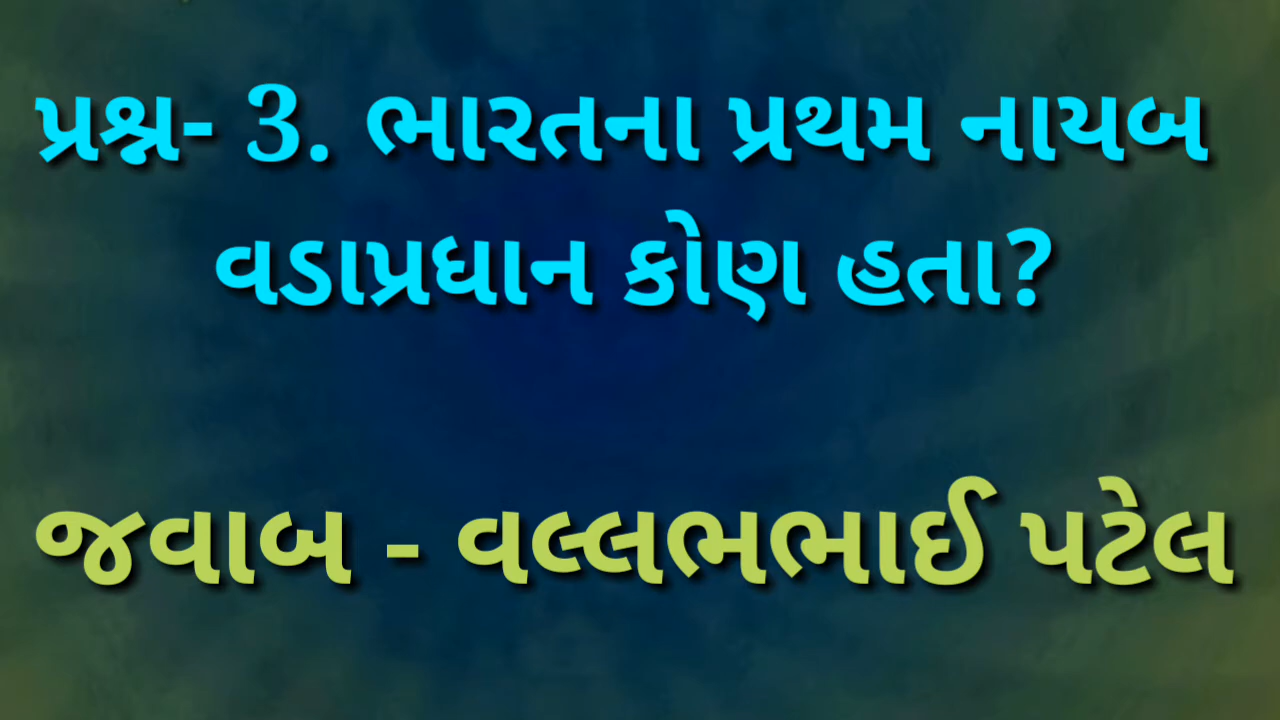 પ્રશ્ન- 3. ભારતના પ્રથમ નાયબ
વડાપ્રધાન કોણ હતા?
જવાબ - વલ્લભભાઈ પટેલ